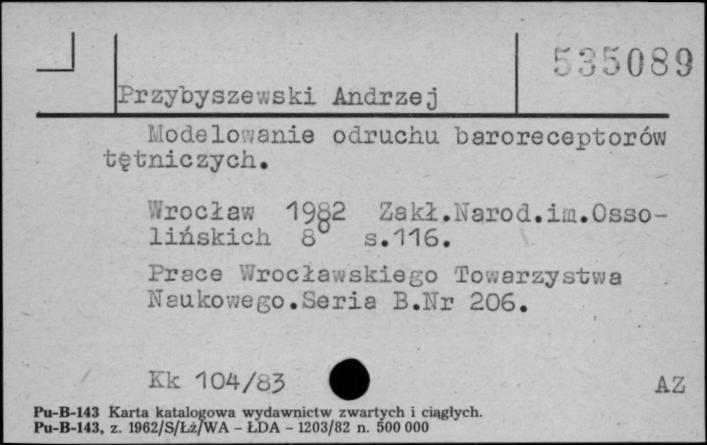 535089
Przybyszewski Andrzej
Modelowanie odruchu baroreceptorów
tętniczych.
Wrocław 1982 Zakł.Narod.im.Osso-
lińskich 8° s.116.
Prace Wrocławskiego Towarzystwa
Naukowego.Seria B.Nr 206.
Kk 104/83 AZ
Pu-B-143 Karta katalogowa wydawnictw zwartych i ciągłych.
Pu-B-143, z. 1962/S/Łź/WA - ŁDA - 1203/82 n. 500 000